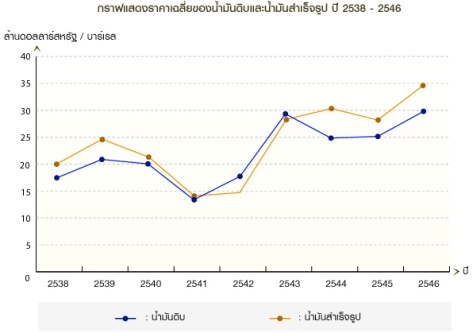 กราฟแสดงราคาเฉลี่ยของน้ำมันดิบและน้ำมันสำเร็จรูป ปี 2538 - 2546
ล้านดอลลาร์สหรัฐ / บาร์เรล
40
35
30
25
20
15
10
5
0
2538 2539 2540 2541 2542 2543 2544 2545 2546 ปี
: น้ำมันดิบ : น้ำมันสำเร็จรูป